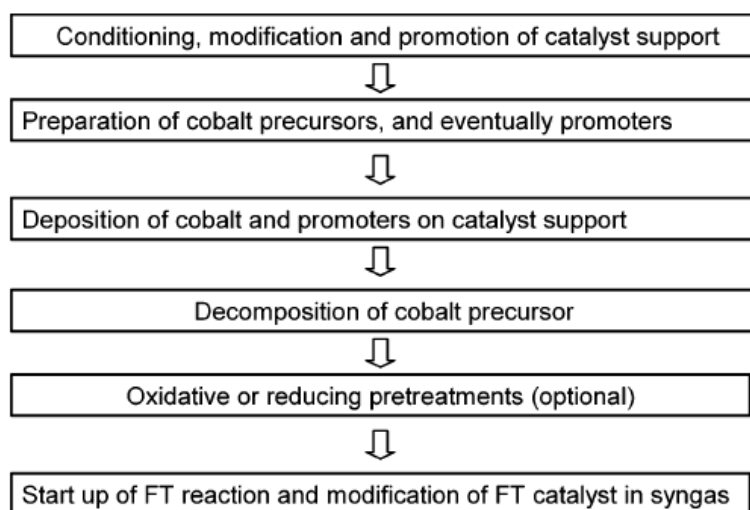 Conditioning, modification and promotion of catalyst support
Preparation of cobalt precursors, and eventually promoters
Deposition of cobalt and promoters on catalyst support
Decomposition of cobalt precursor
Oxidative or reducing pretreatments (optional)
Start up of FT reaction and modification of FT catalyst in syngas